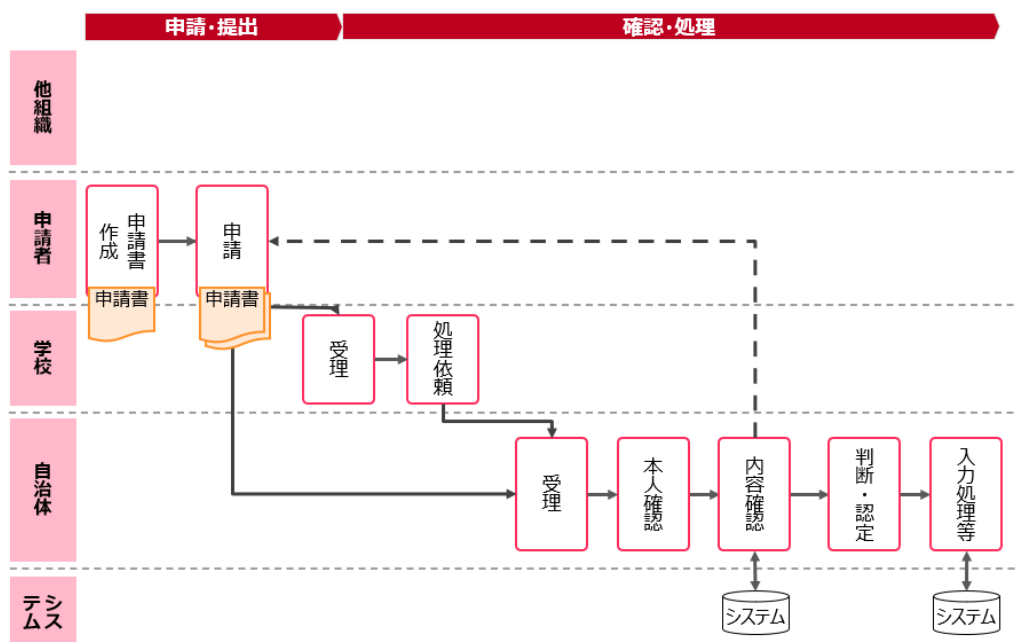 申請・提出
確認・処理
他組織
申請者
申請書
作成
申請
申請書
申請書
学校
受理
処理依頼
自治体
受理
本人確認
内容確認
判断・認定
入力処理等
シス
テム
システム
システム